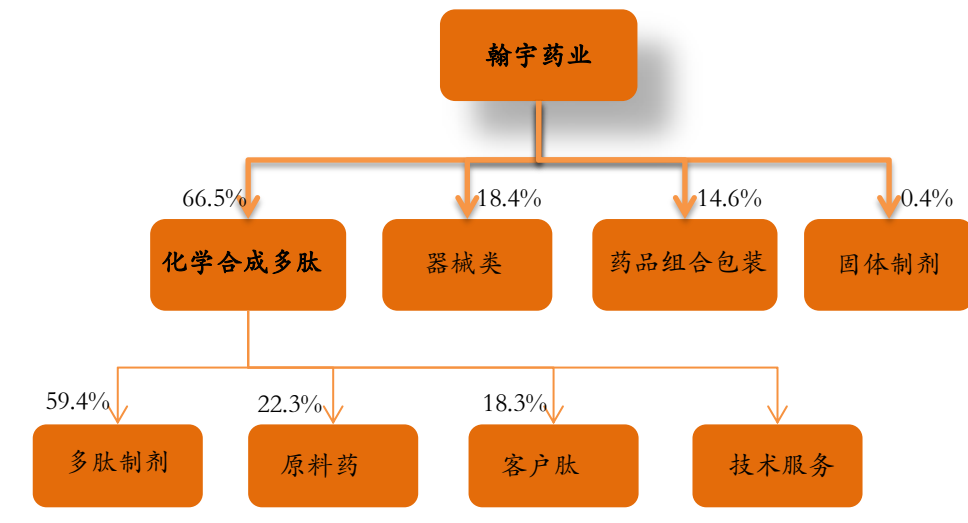 翰宇药业
66.5%
18.4%
14.6%
0.4%
化学合成多肽
器械类
药品组合包装
固体制剂
59.4%
22.3%
18.3%
多肽制剂
原料药
客户肽
技术服务